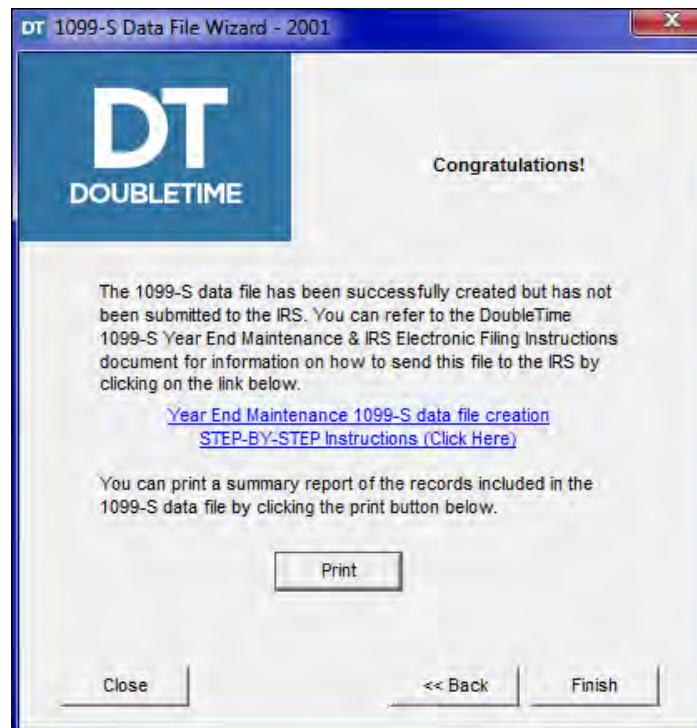 DT 1099-S Data File Wizard - 2001
X
DT
DOUBLETIME
Congratulations!
The 1099-S data file has been successfully created but has not
been submitted to the IRS. You can refer to the DoubleTime
1099-S Year End Maintenance & IRS Electronic Filing Instructions
document for information on how to send this file to the IRS by
clicking on the link below.
Year End Maintenance 1099-S data file creation
STEP-BY-STEP Instructions (Click Here)
You can print a summary report of the records included in the
1099-S data file by clicking the print button below.
Print
Close
<< Back
Finish